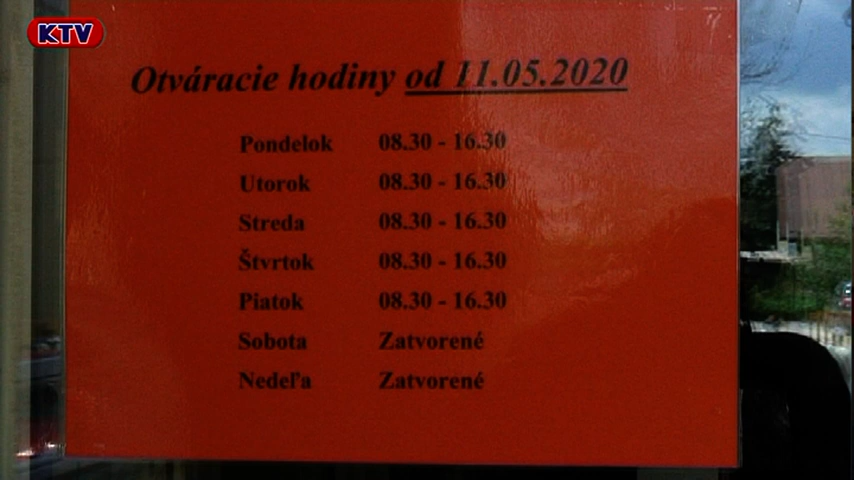 KTV
Otváracie hodiny od 11.05.2020
Pondelok 08.30 - 16.30
Utorok 08.30 - 16.30
Streda 08.30 - 16.30
Štvrtok 08.30 - 16.30
Piatok 08.30 - 16.30
Sobota Zatvorené
Nedeľa Zatvorené